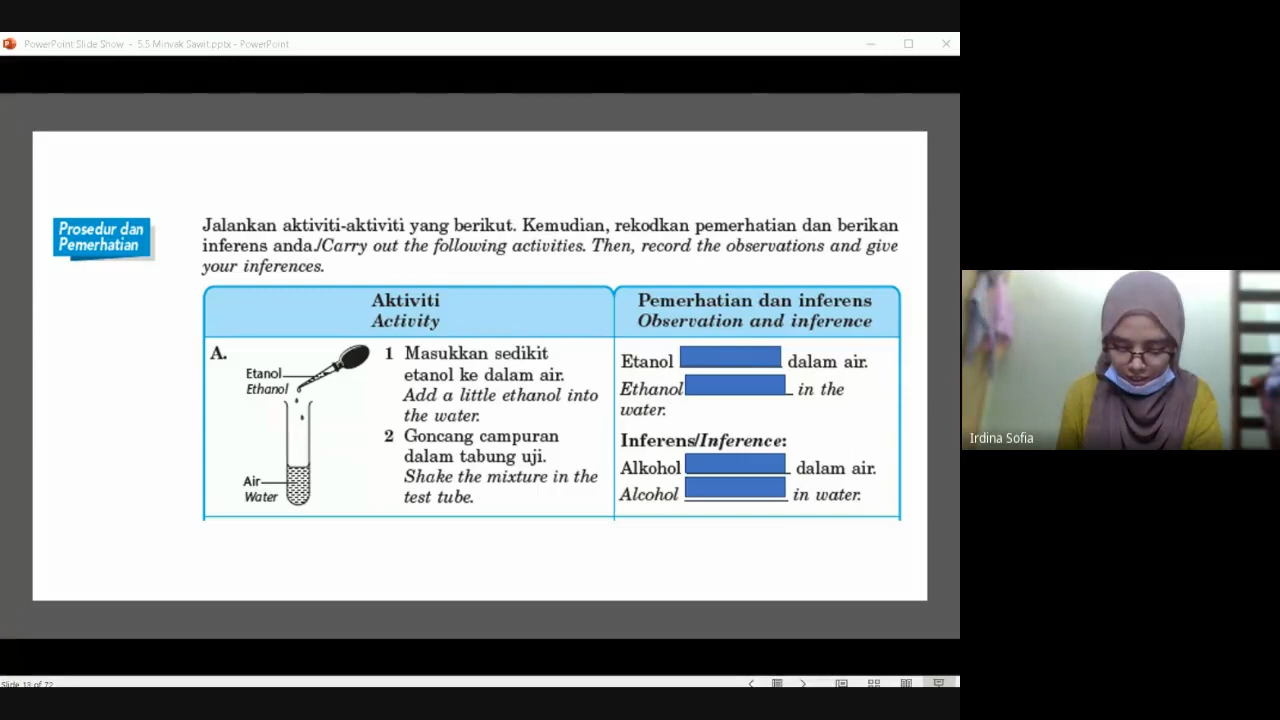 PowerPoint Slide Show - 5.5 Minyak Sawit.pptx - PowerPoint
Prosedur dan
Pemerhatian
Jalankan aktiviti-aktiviti yang berikut. Kemudian, rekodkan pemerhatian dan berikan
inferens anda./Carry out the following activities. Then, record the observations and give
your inferences.
Aktiviti
Activity
Pemerhatian dan inferens
Observation and inference
A.
Etanol
Ethanol
Air
Water
1 Masukkan sedikit
etanol ke dalam air.
Add a little ethanol into
the water.
2 Goncang campuran
dalam tabung uji.
Shake the mixture in the
test tube.
Etanol dalam air.
Ethanol in the
water.
Inferens/Inference:
Alkohol dalam air.
Alcohol in water.
Irdina Sofia
Slide 13 of 72